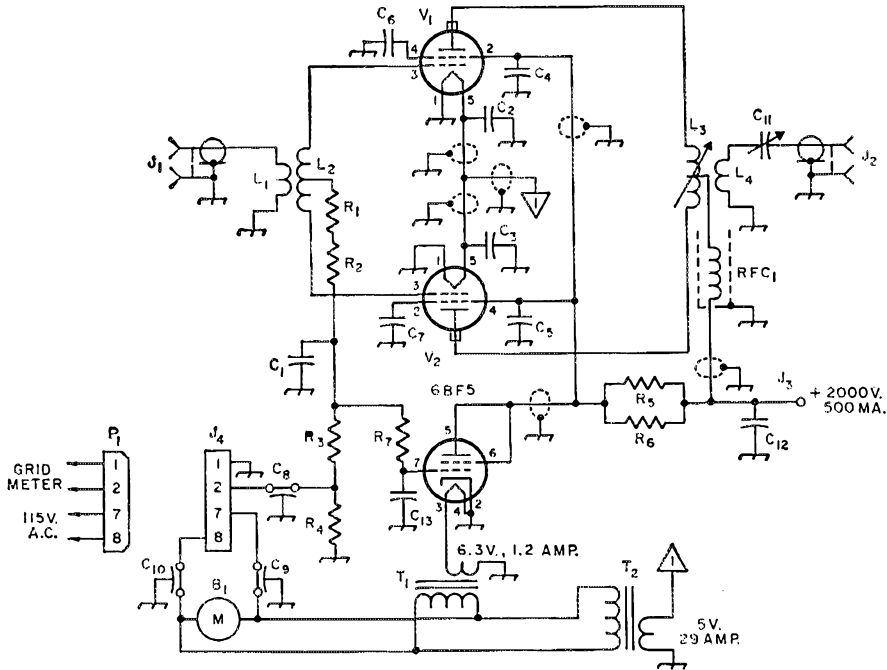 C6
V1
4
3
2
C4
1
5
C2
J1
L1
L2
R1
R2
L3
C11
L4
J2
1
C3
1
5
3
2
4
C7
C5
V2
RFC1
C1
6BF5
J3
+ 2000V.
500 MA.
R5
R6
C12
P1
J4
R3
R7
5
7
6
3
4
2
C13
GRID
METER
1
2
7
8
1
2
7
8
C8
115V.
A.C.
R4
C10
C9
B1
M
6.3V., 1.2 AMP.
T1
T2
1
5V.
29 AMP.